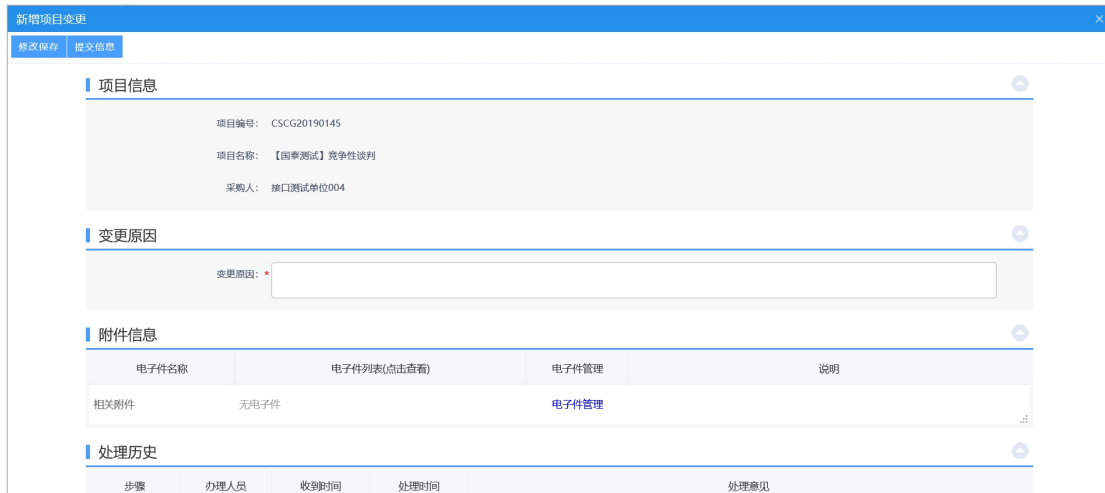 新增项目变更
修改保存 提交信息
项目信息
项目编号： CSCG20190145
项目名称： 【国泰测试】竞争性谈判
采购人： 接口测试单位004
变更原因
变更原因：*
附件信息
电子件名称 电子件列表(点击查看) 电子件管理 说明
相关附件 无电子件 电子件管理
处理历史
步骤 办理人员 收到时间 处理时间 处理意见